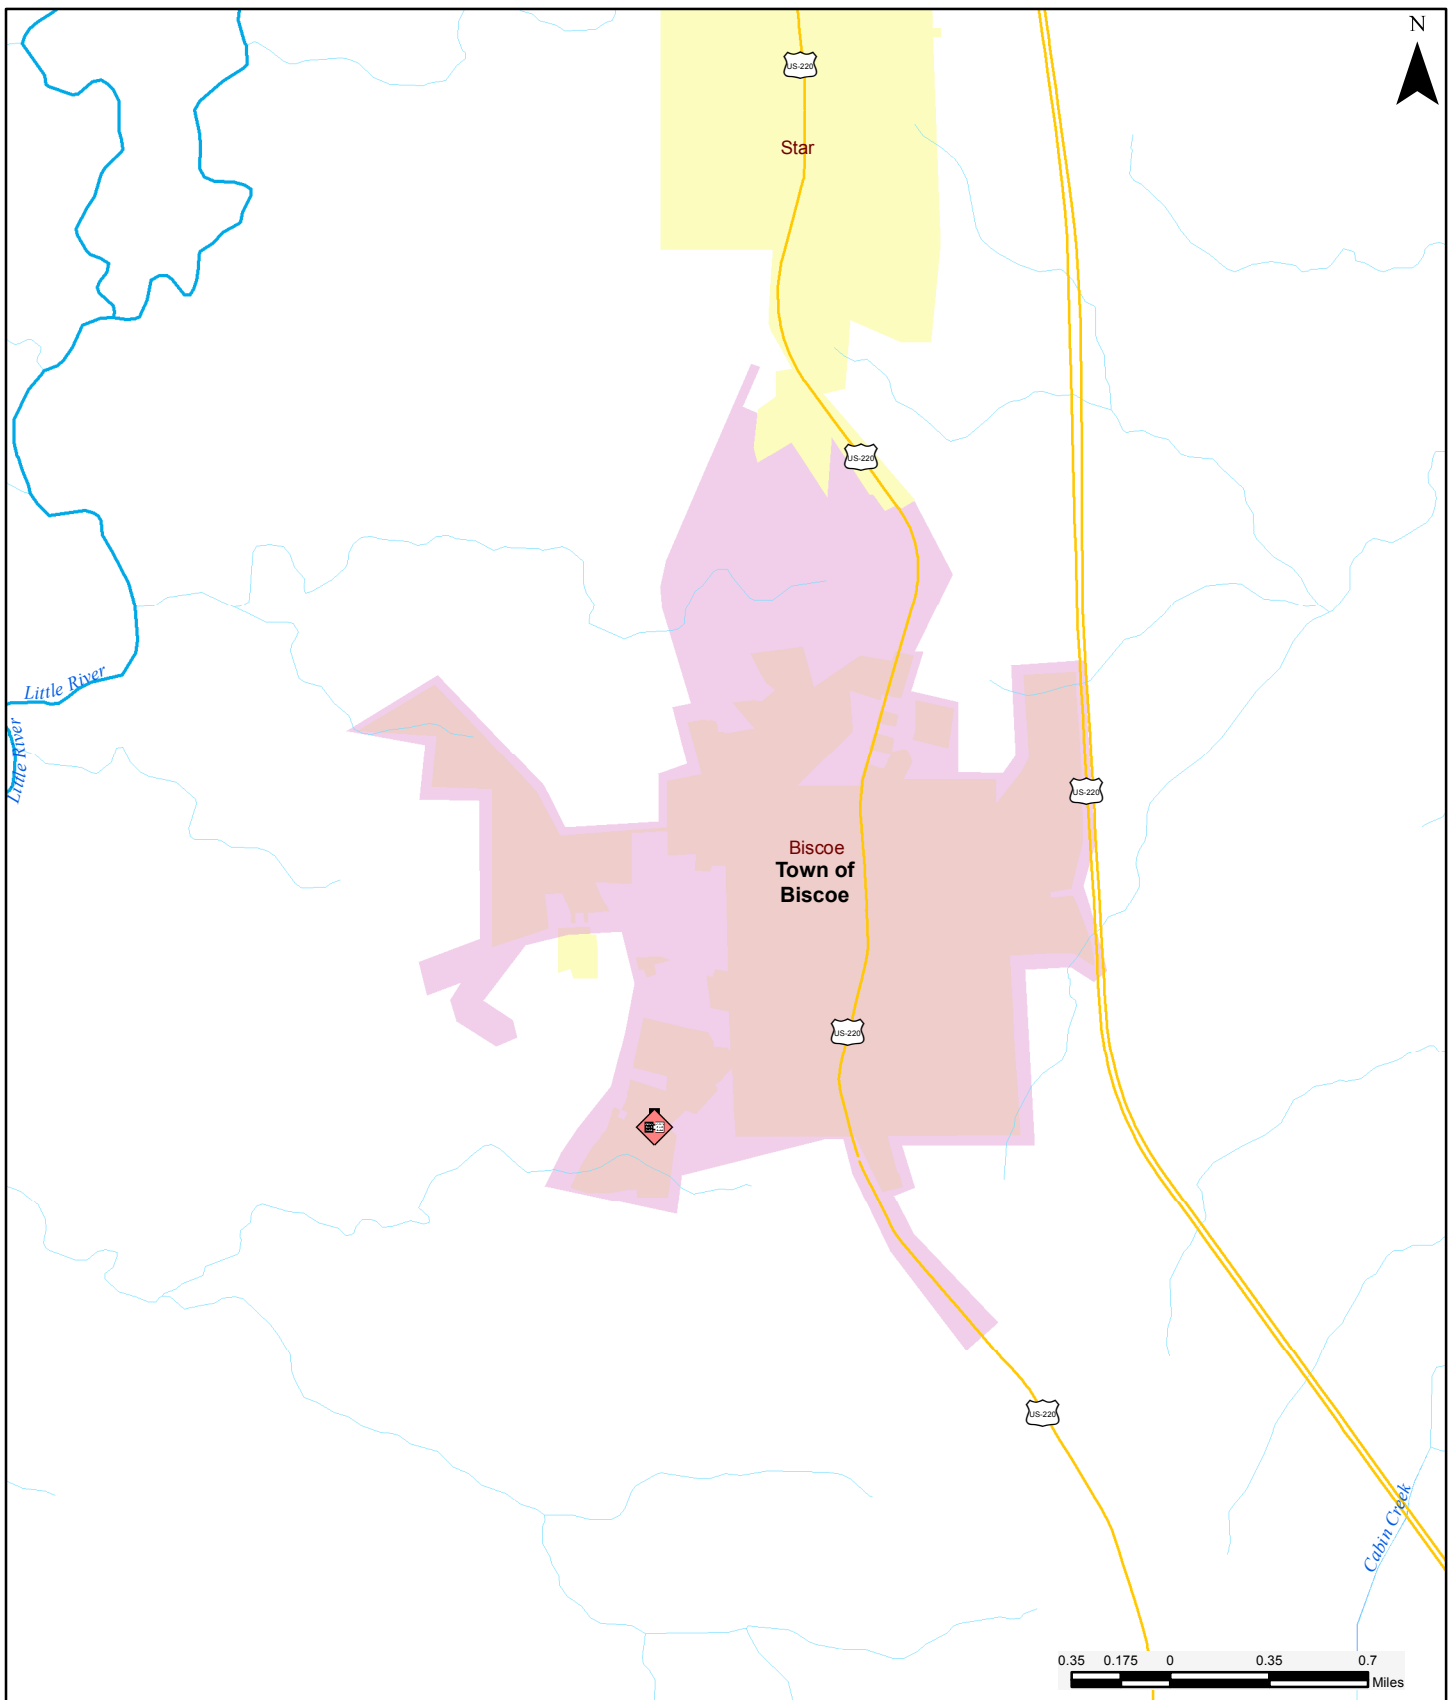 N
US-220
Star
US-220
Little River
Little River
US-220
Biscoe
Town of
Biscoe
US-220
US-220
Cabin Creek
0.35 0.175 0 0.35 0.7
Miles